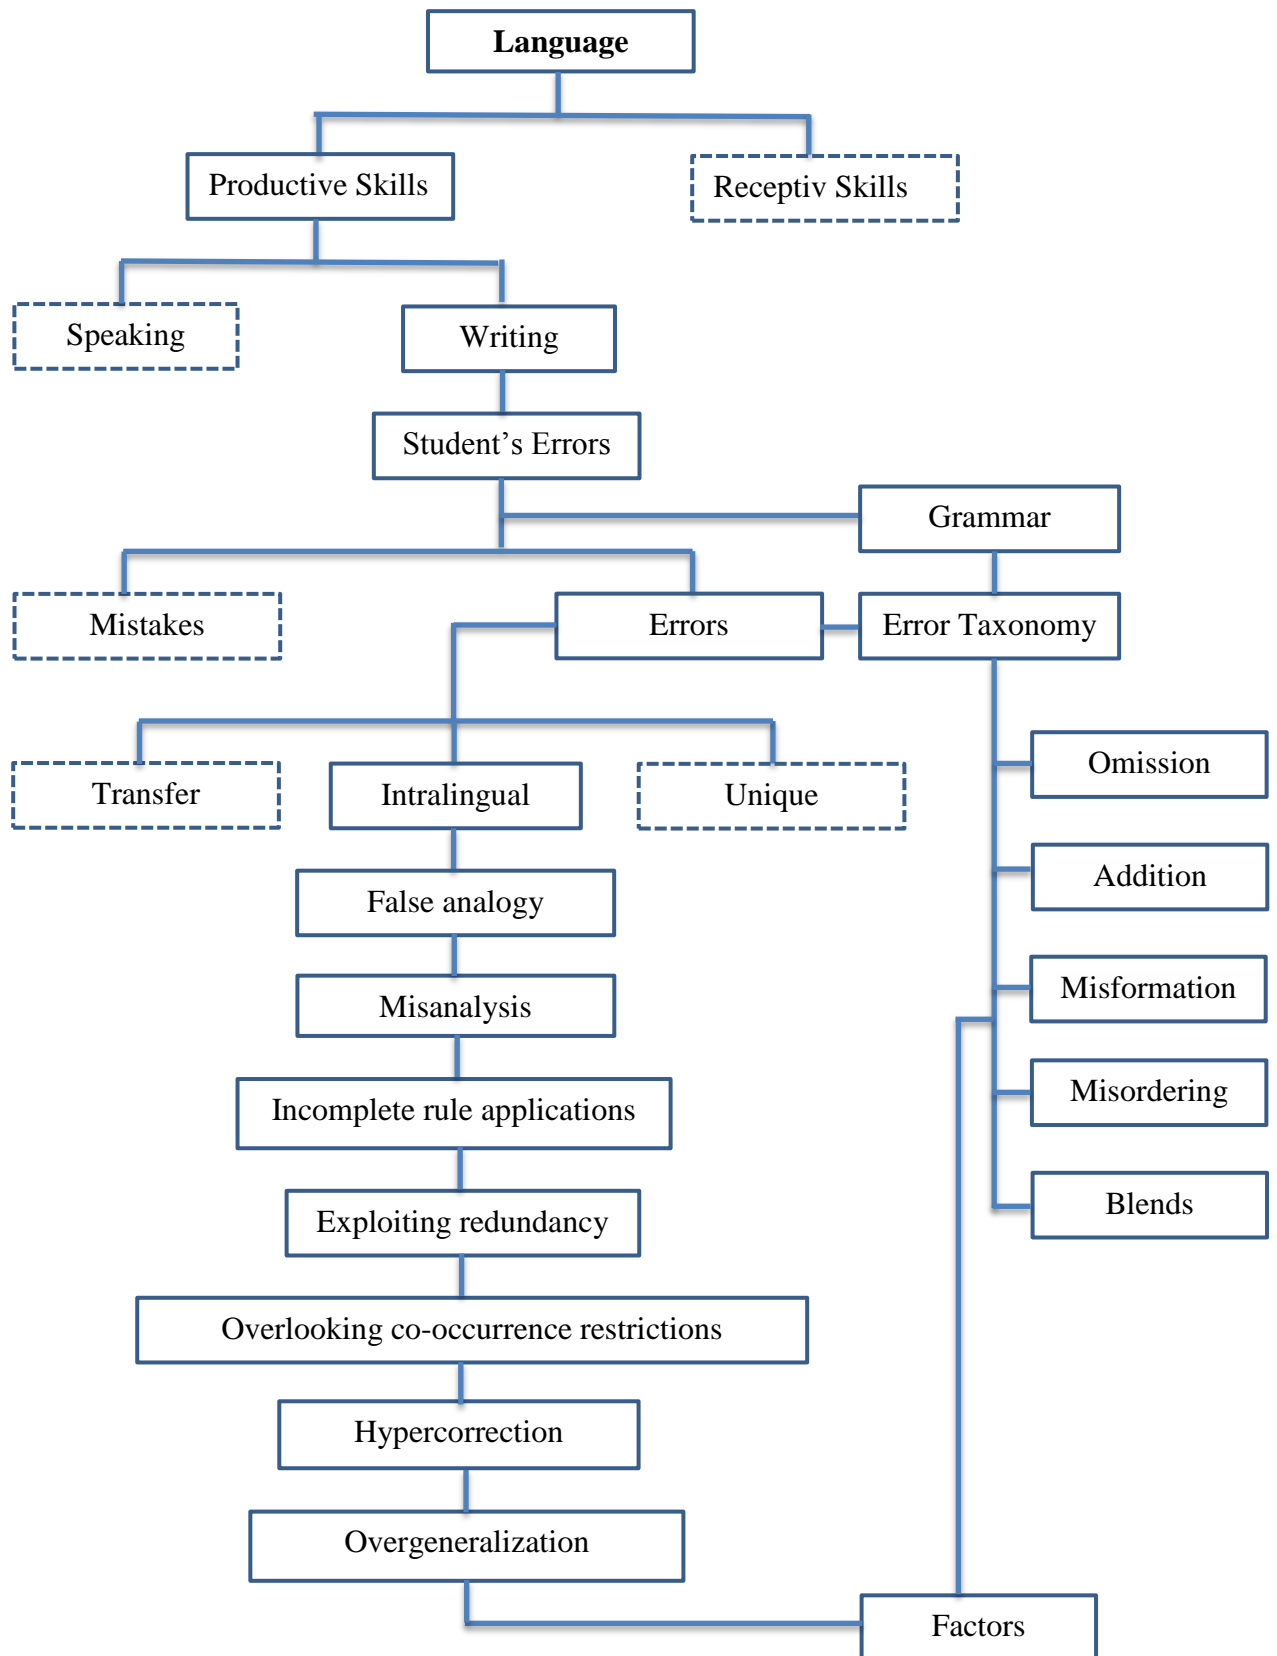 Language
Productive Skills
Receptiv Skills
Speaking
Writing
Student’s Errors
Grammar
Mistakes
Errors
Error Taxonomy
Transfer
Intralingual
Unique
Omission
False analogy
Addition
Misanalysis
Misformation
Incomplete rule applications
Misordering
Exploiting redundancy
Blends
Overlooking co-occurrence restrictions
Hypercorrection
Overgeneralization
Factors